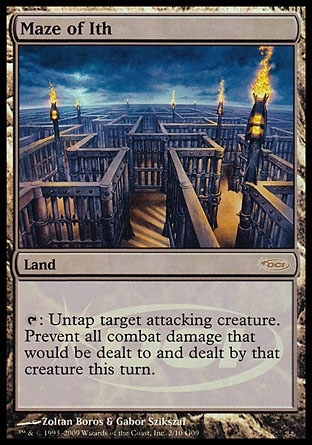 Maze of Ith
Land
DCI
: Untap target attacking creature.
Prevent all combat damage that
would be dealt to and dealt by that
creature this turn.
Zoltan Boros & Gabor Szikszai
™ & © 1993-2009 Wizards of the Coast, Inc. 2/10 G09